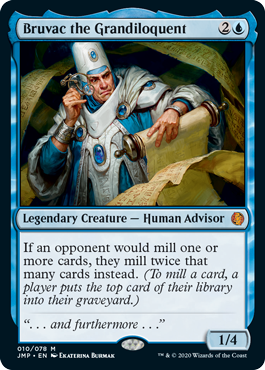 Bruvac the Grandiloquent 2
Legendary Creature — Human Advisor
If an opponent would mill one or
more cards, they mill twice that
many cards instead. (To mill a card, a
player puts the top card of their library
into their graveyard.)
“. . . and furthermore . . .”
1/4
010/078 M
JMP • EN Ekaterina Burmak
™ & © 2020 Wizards of the Coast